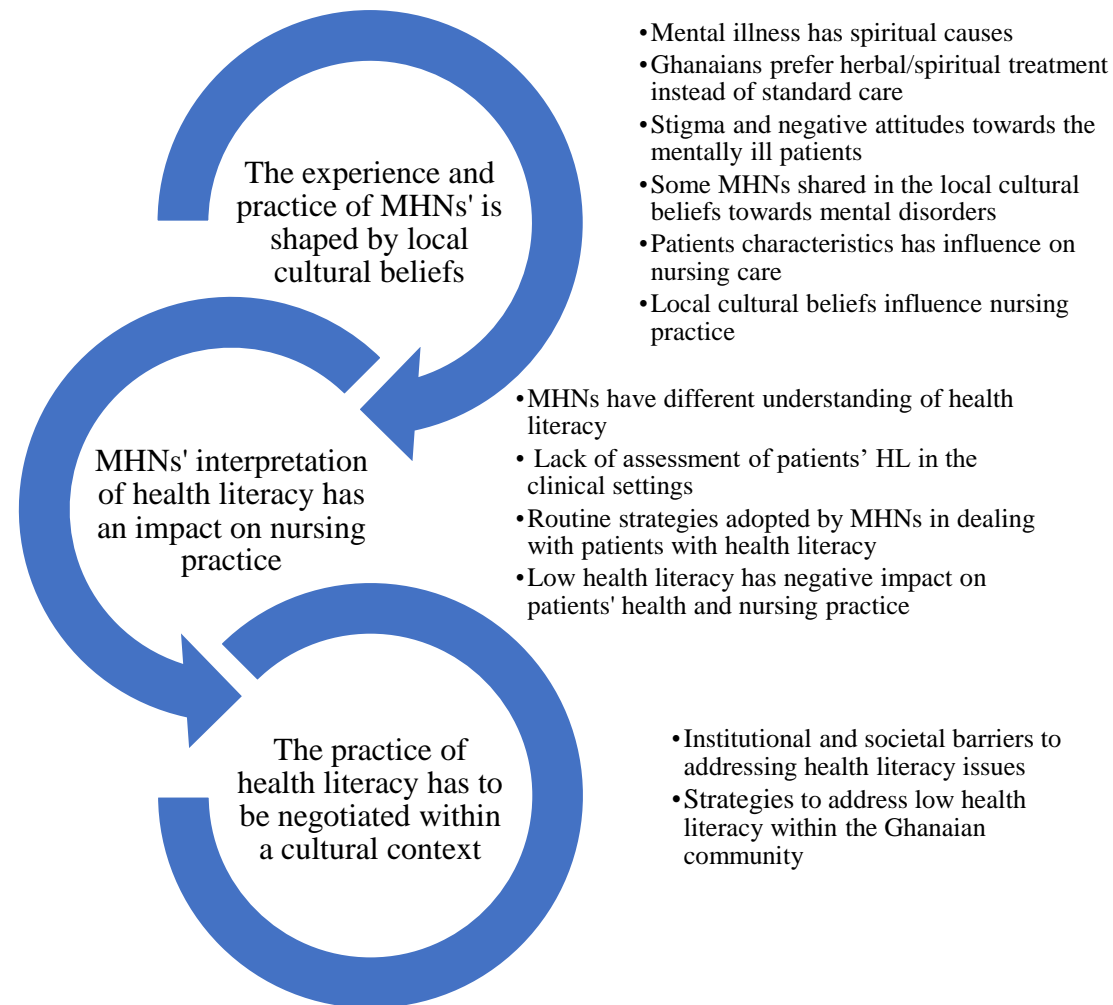 The experience and
practice of MHNs' is
shaped by local
cultural beliefs
•Mental illness has spiritual causes
•Ghanaians prefer herbal/spiritual treatment
instead of standard care
•Stigma and negative attitudes towards the
mentally ill patients
•Some MHNs shared in the local cultural
beliefs towards mental disorders
•Patients characteristics has influence on
nursing care
•Local cultural beliefs influence nursing
practice
MHNs' interpretation
of health literacy has
an impact on nursing
practice
•MHNs have different understanding of health
literacy
• Lack of assessment of patients’ HL in the
clinical settings
•Routine strategies adopted by MHNs in dealing
with patients with health literacy
•Low health literacy has negative impact on
patients' health and nursing practice
The practice of
health literacy has to
be negotiated within
a cultural context
•Institutional and societal barriers to
addressing health literacy issues
•Strategies to address low health
literacy within the Ghanaian
community